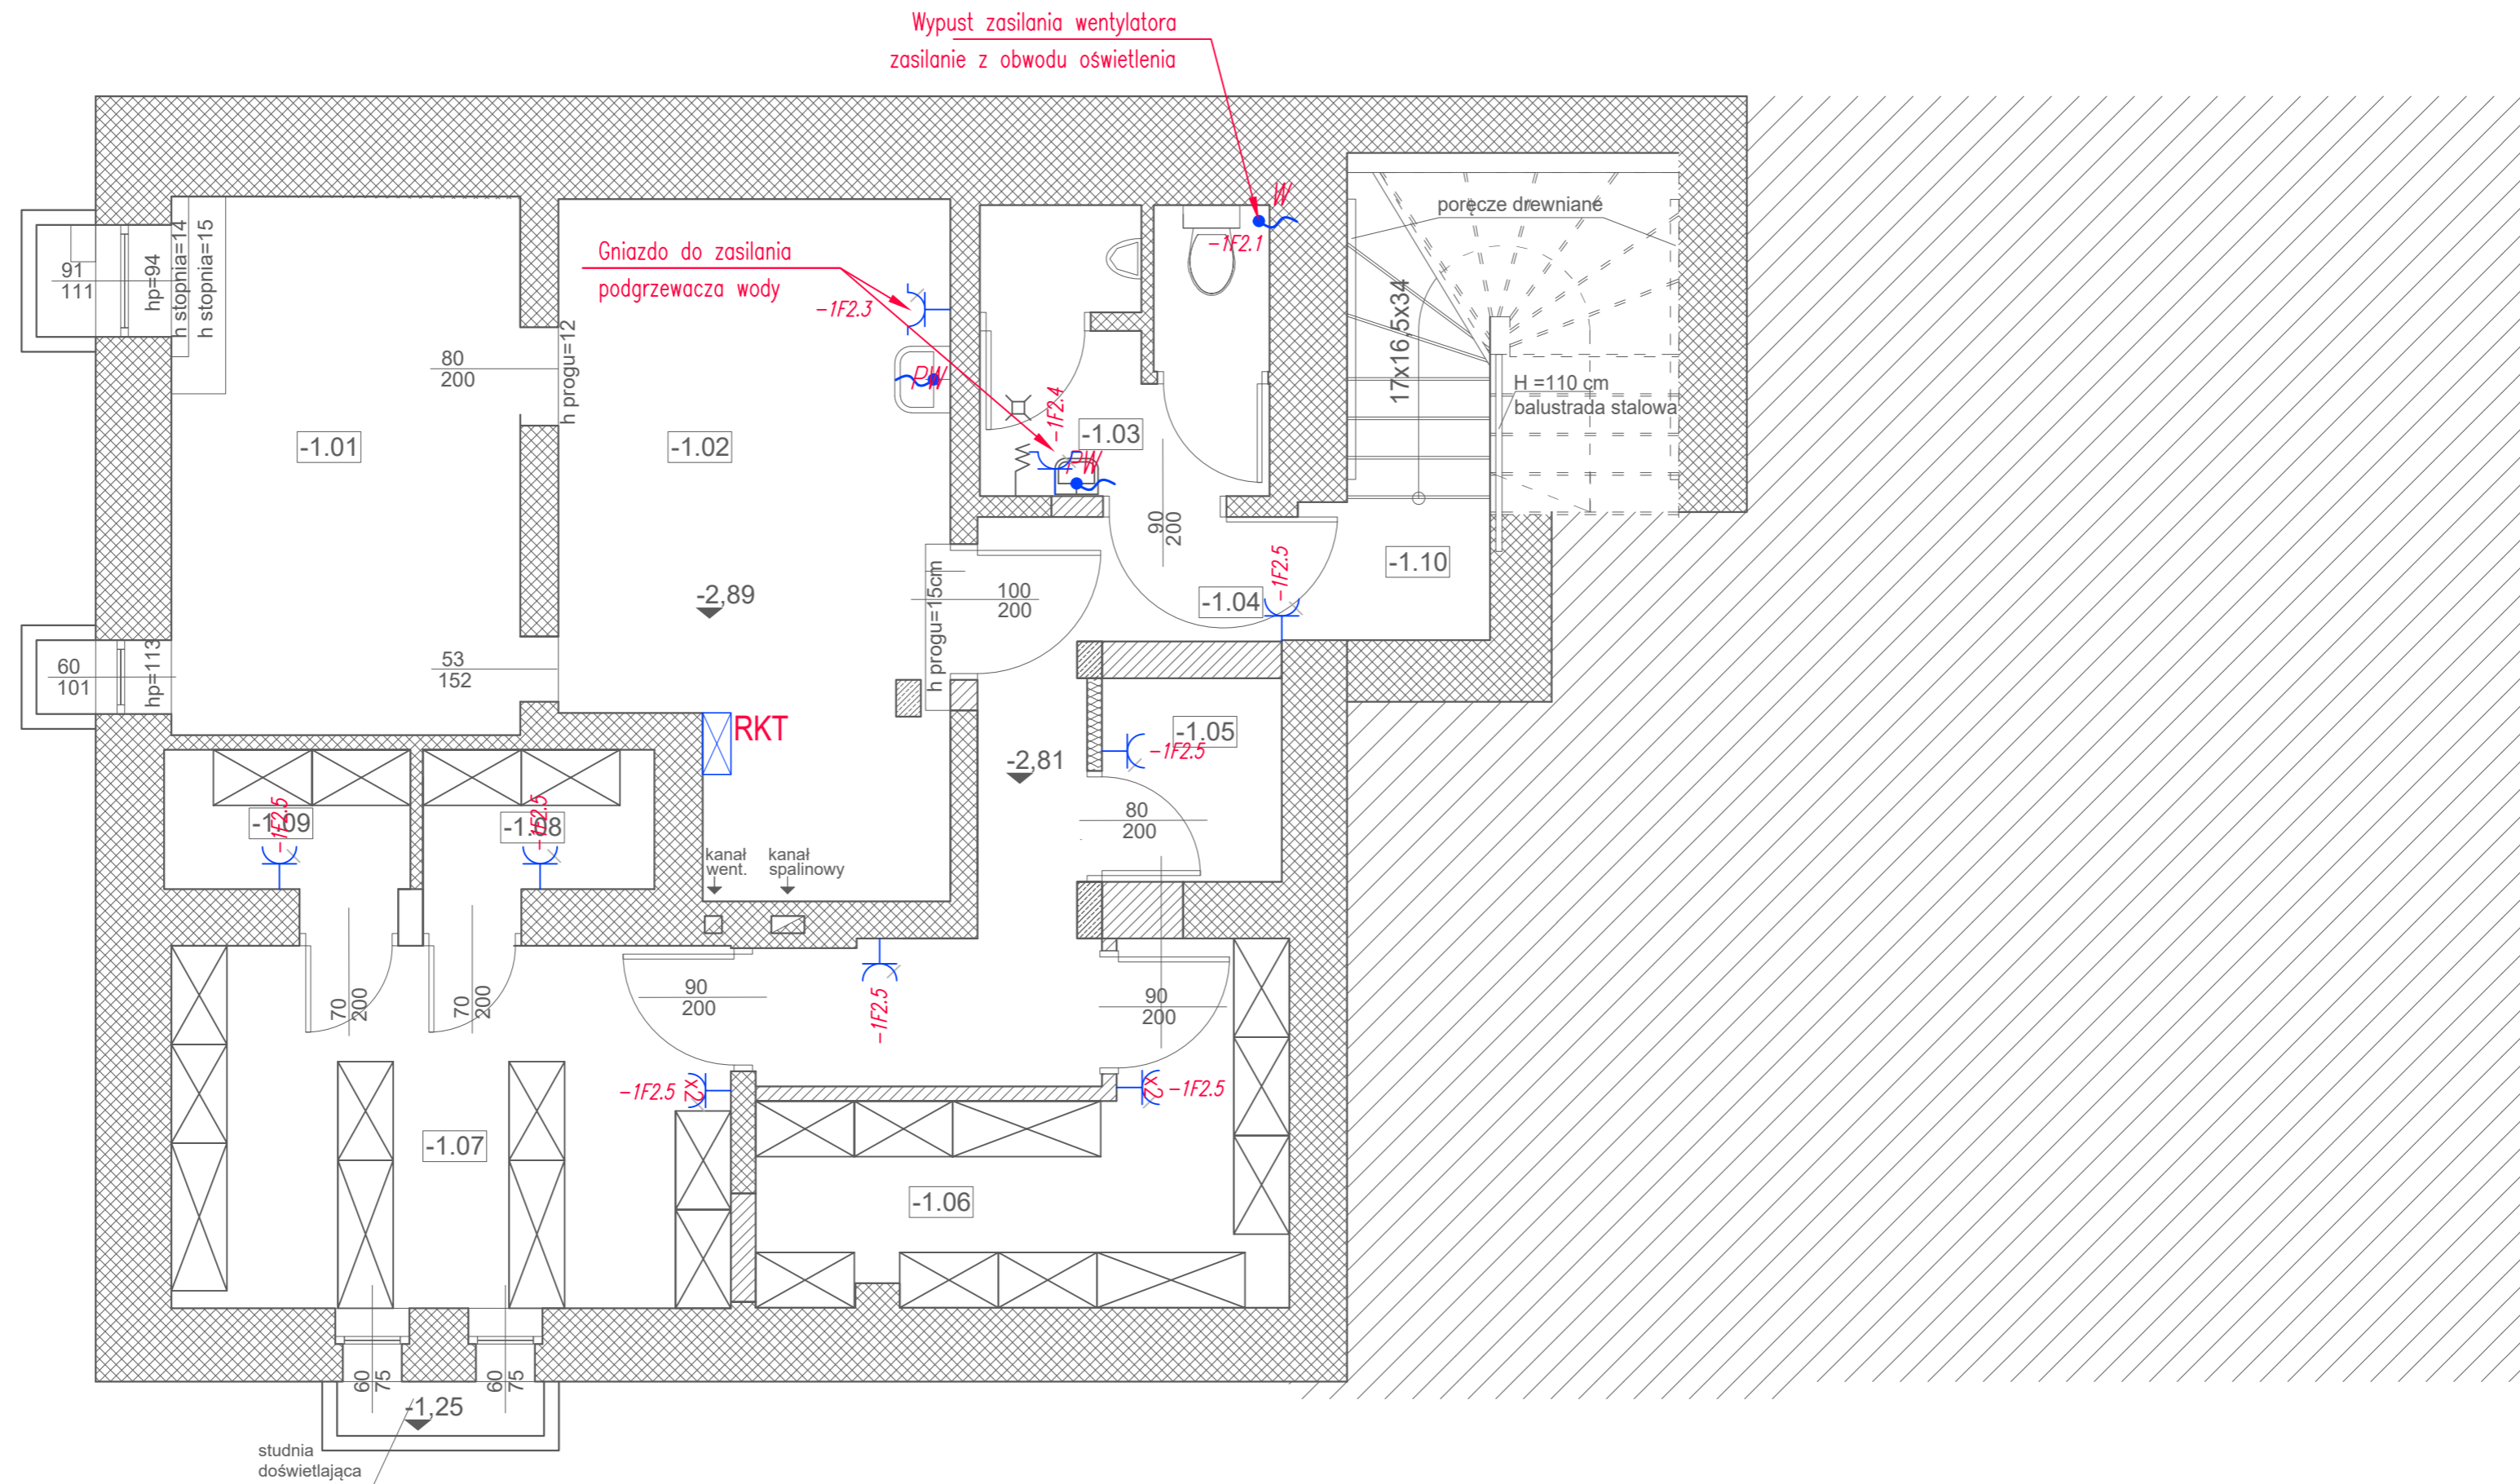 Wypust zasilania wentylatora
zasilanie z obwodu oświetlenia
W
-1F2.1
poręcze drewniane
17x16,5x34
H =110 cm
balustrada stalowa
Gniazdo do zasilania
podgrzewacza wody
-1F2.3
PW
-1F2.4
PW
-1.03
91
111
hp=94
h stopnia=14
h stopnia=15
80
200
h progu=12
-1.01
-1.02
90
200
-1F2.5
-1.10
-1.04
-2,89
h progu=15cm
100
200
60
101
hp=113
53
152
RKT
-1.05
-1F2.5
-2,81
80
200
-1.09
-1F2.5
-1.08
-1F2.5
kanał
went.
kanał
spalinowy
70
200
70
200
90
200
-1F2.5
90
200
-1F2.5
x2
x2
-1F2.5
-1.07
-1.06
60
75
60
75
-1,25
studnia
doświetlająca